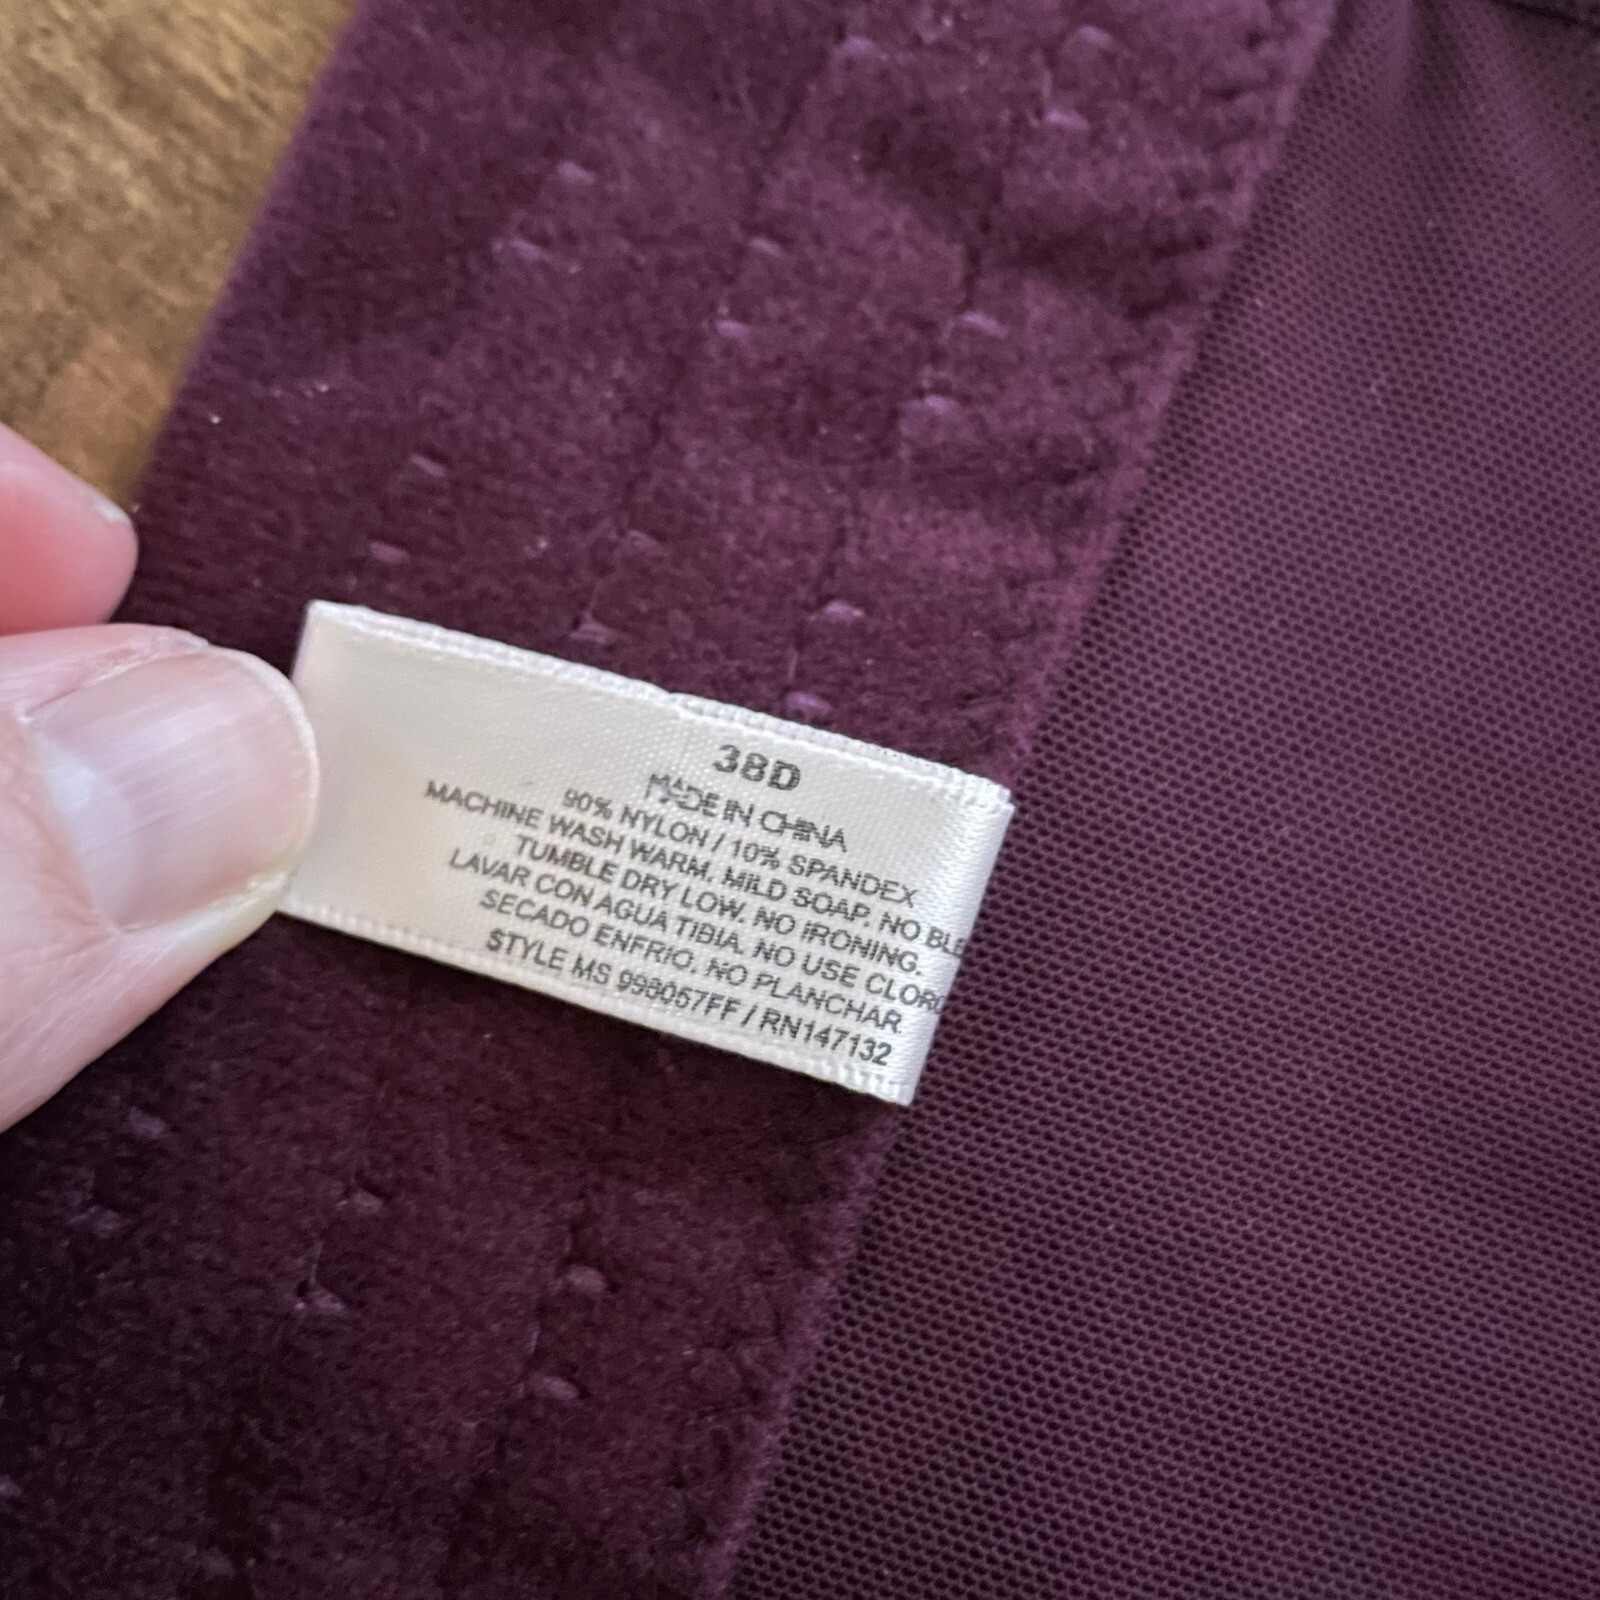 38D
MADE IN CHINA
90% NYLON / 10% SPANDEX
MACHINE WASH WARM. MILD SOAP. NO BLE
TUMBLE DRY LOW. NO IRONING.
LAVAR CON AGUA TIBIA. NO USE CLORO
SECADO ENFRIO. NO PLANCHAR
STYLE MS 998057FF / RN147132